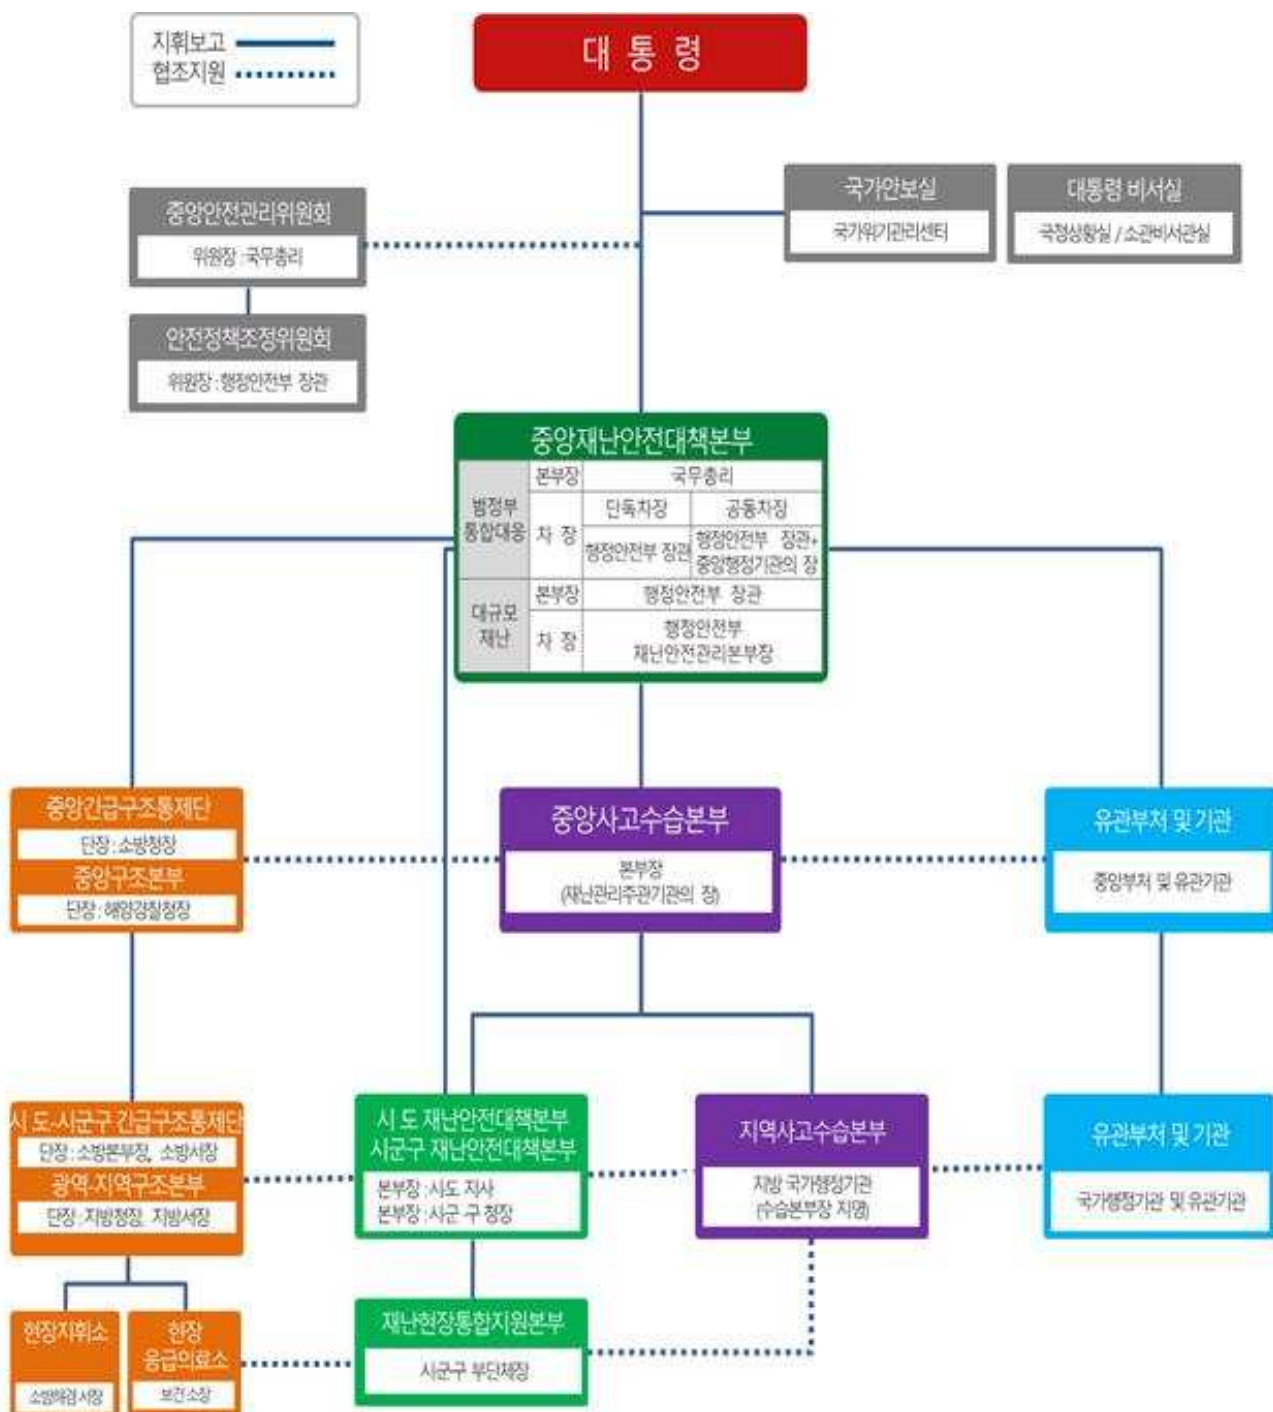 지휘보고
협조지원
대 통 령
국가안보실
국가위기관리센터
대통령 비서실
국정상황실 / 소관비서관실
중앙안전관리위원회
위원장 : 국무총리
안전정책조정위원회
위원장 : 행정안전부 장관
중앙재난안전대책본부
범정부
통합대응
본부장
국무총리
차 장
단독차장
공동차장
행정안전부 장관
행정안전부 장관+
중앙행정기관의 장
대규모
재난
본부장
행정안전부 장관
차 장
행정안전부
재난안전관리본부장
중앙긴급구조통제단
단장 : 소방청장
중앙구조본부
단장 : 해양경찰청장
중앙사고수습본부
본부장
(재난관리주관기관의 장)
유관부처 및 기관
중앙부처 및 유관기관
시 도·시군구 긴급구조통제단
단장 : 소방본부장, 소방서장
광역·지역구조본부
단장 : 지방청장, 지방서장
시 도 재난안전대책본부
시군구 재난안전대책본부
본부장 : 시도 지사
본부장 : 시군 구 청장
지역사고수습본부
지방 국가행정기관
(수습본부장 지명)
유관부처 및 기관
국가행정기관 및 유관기관
현장지휘소
소방해경 서장
현장
응급의료소
보건 소장
재난현장통합지원본부
시군구 부단체장